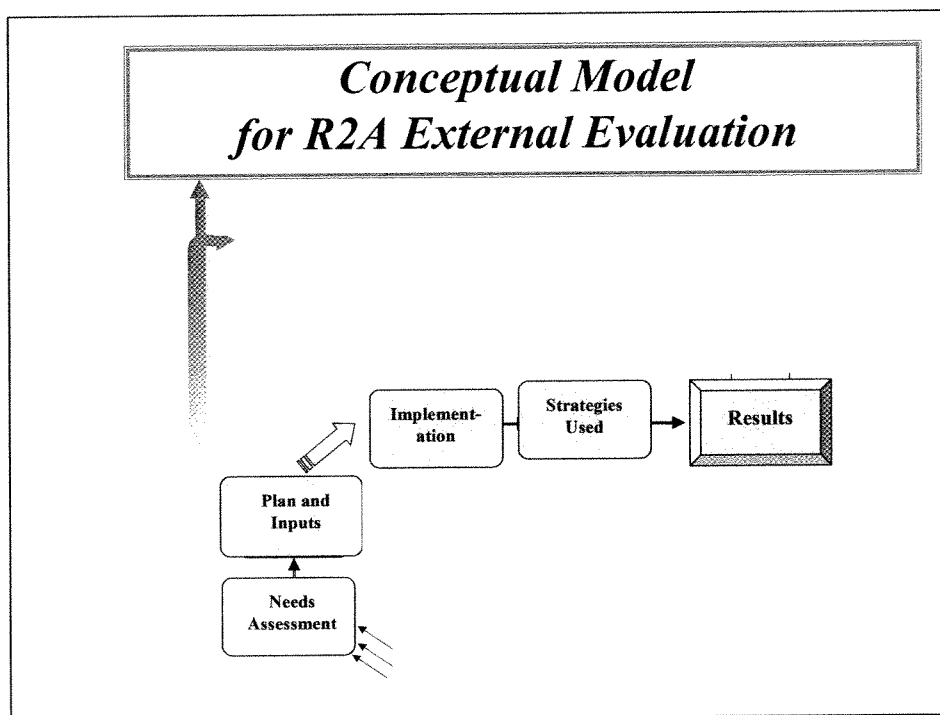 Conceptual Model
for R2A External Evaluation
Implement-
ation
Strategies
Used
Results
Plan and
Inputs
Needs
Assessment